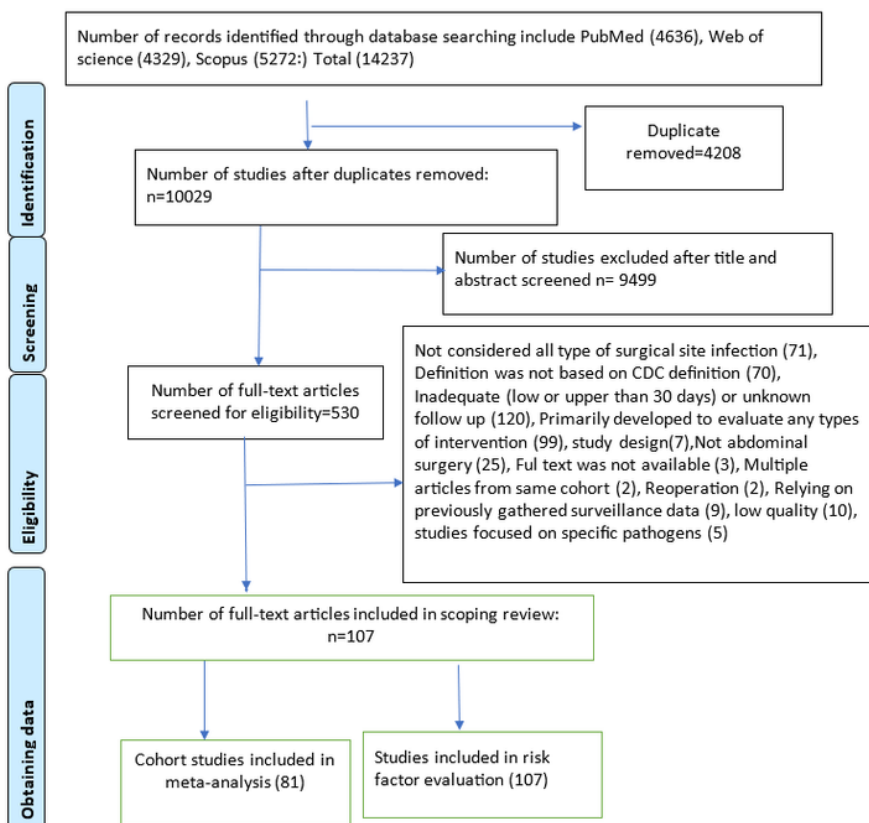 Number of records identified through database searching include PubMed (4636), Web of
science (4329), Scopus (5272:) Total (14237)
Identification
Duplicate
removed=4208
Number of studies after duplicates removed:
n=10029
Screening
Number of studies excluded after title and
abstract screened n= 9499
Eligibility
Number of full-text articles
screened for eligibility=530
Not considered all type of surgical site infection (71),
Definition was not based on CDC definition (70),
Inadequate (low or upper than 30 days) or unknown
follow up (120), Primarily developed to evaluate any types
of intervention (99), study design(7),Not abdominal
surgery (25), Ful text was not available (3), Multiple
articles from same cohort (2), Reoperation (2), Relying on
previously gathered surveillance data (9), low quality (10),
studies focused on specific pathogens (5)
Obtaining data
Number of full-text articles included in scoping review:
n=107
Cohort studies included in
meta-analysis (81)
Studies included in risk
factor evaluation (107)